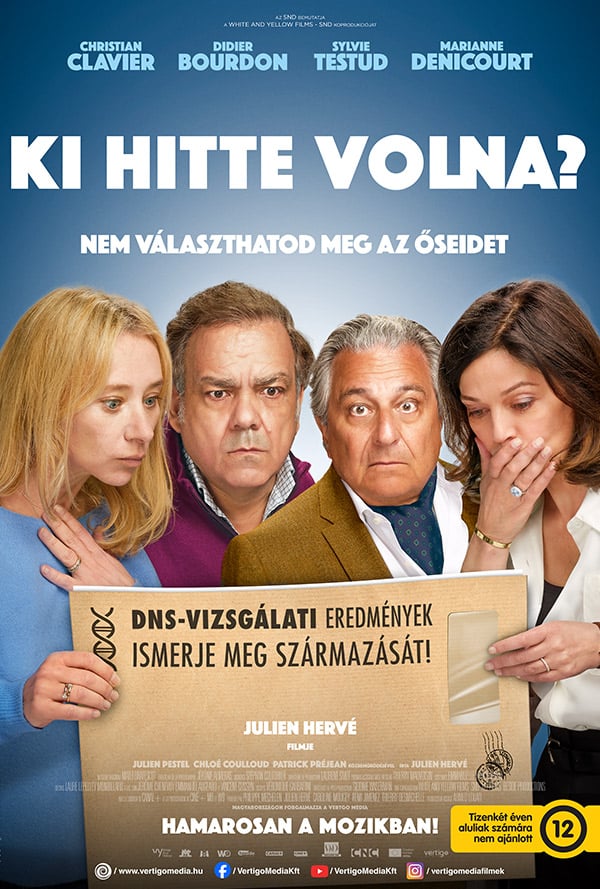 AZ SND BEMUTATJA
A WHITE AND YELLOW FILMS - SND KOPRODUKCIÓJÁT
CHRISTIAN CLAVIER
DIDIER BOURDON
SYLVIE TESTUD
MARIANNE DENICOURT
KI HITTE VOLNA?
NEM VÁLASZTHATOD MEG AZ ŐSEIDET
DNS-VIZSGÁLATI EREDMÉNYEK
ISMERJE MEG SZÁRMAZÁSÁT!
JULIEN HERVÉ
FILMJE
JULIEN PESTEL CHLOÉ COULLOUD PATRICK PRÉJEAN KÖZREMŰKÖDÉSÉVEL ÍRTA JULIEN HERVÉ
MAGYARORSZÁGON FORGALMAZZA A VERTIGO MEDIA
HAMAROSAN A MOZIKBAN!
Tizenkét éven
aluliak számára
nem ajánlott
12
/www.vertigomedia.hu /VertigoMediaKft /VertigoMediaKft /vertigomediafilmek